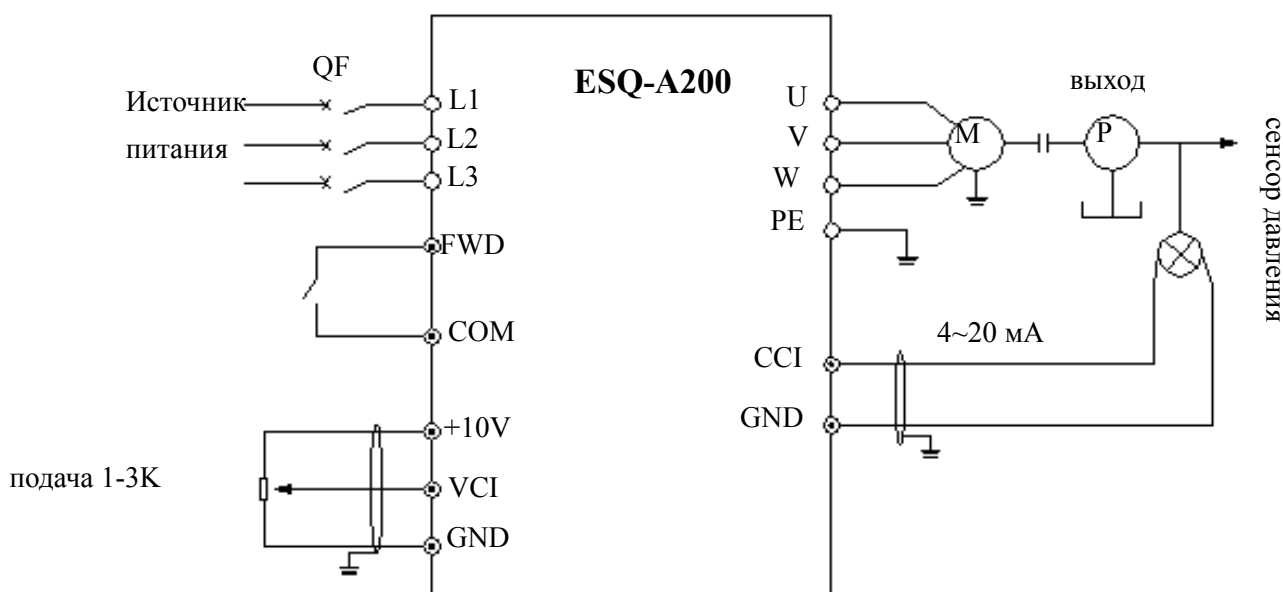 ESQ-A200
QF
Источник
питания
L1
L2
L3
FWD
COM
+10V
подача 1-3К
VCI
GND
U
V
W
PE
M
P
выход
сенсор давления
4~20 мА
CCI
GND